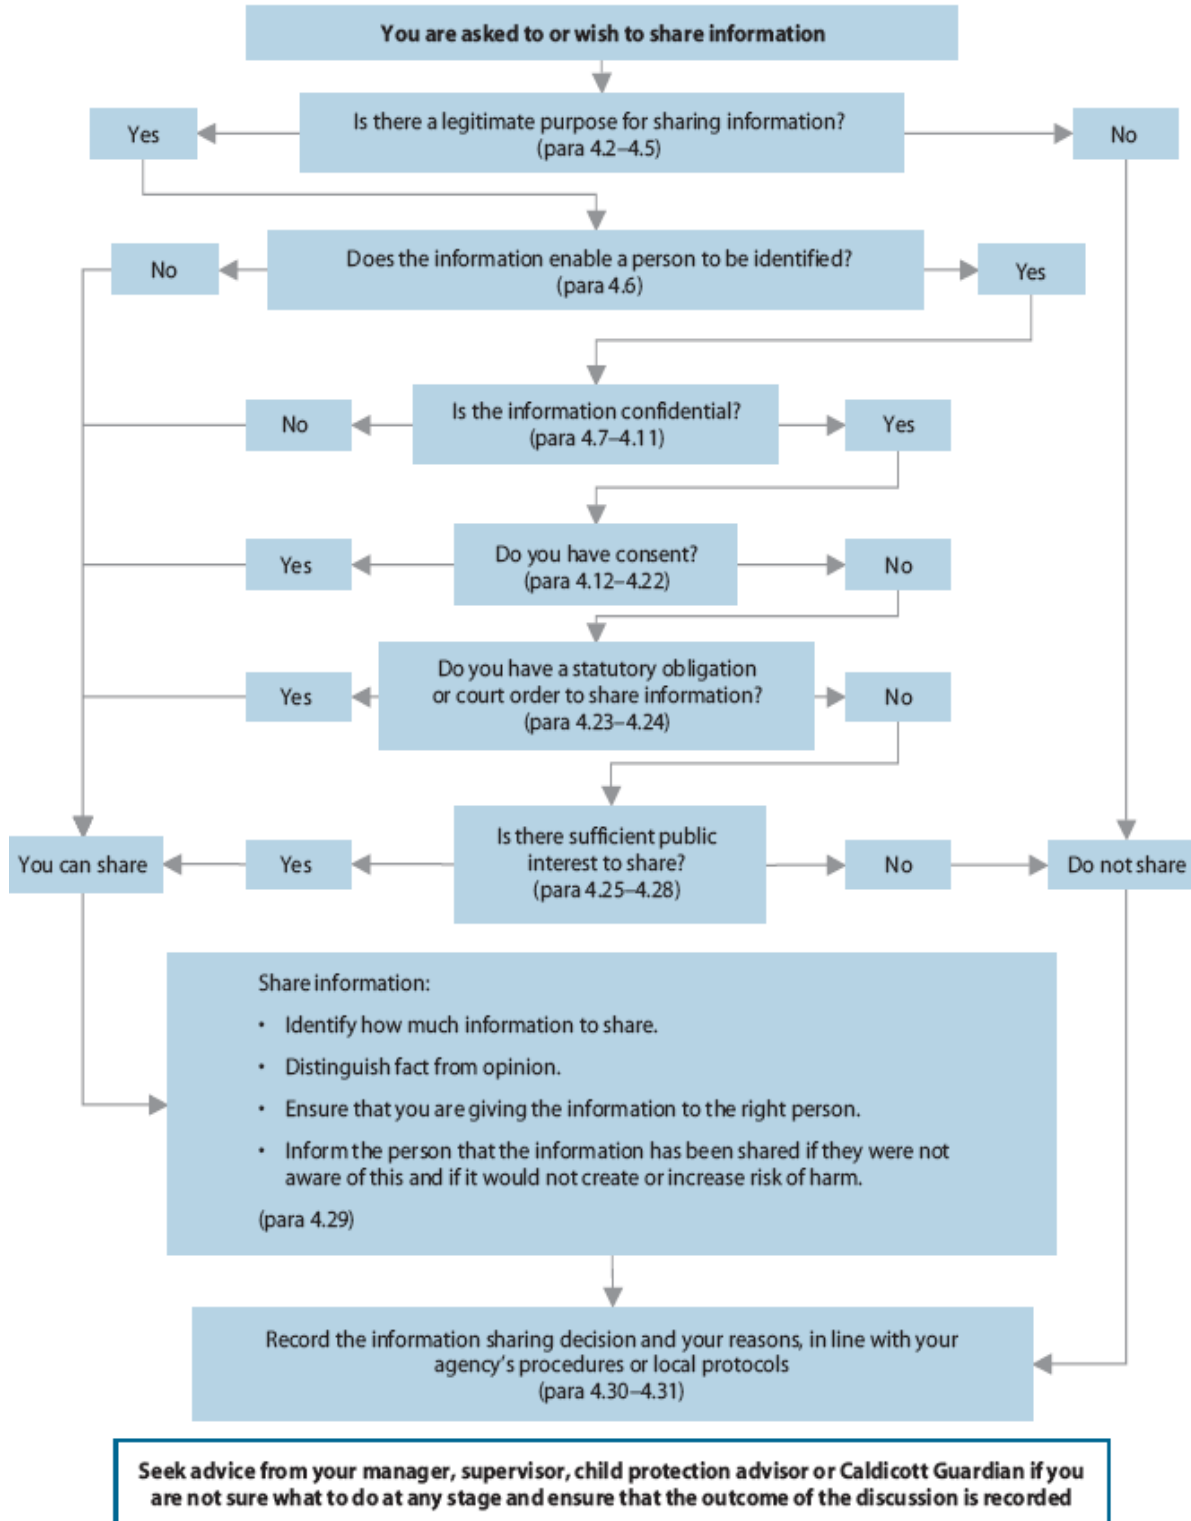 You are asked to or wish to share information
Is there a legitimate purpose for sharing information?
(para 4.2–4.5)
Yes
No
Does the information enable a person to be identified?
(para 4.6)
No
Yes
Is the information confidential?
(para 4.7–4.11)
No
Yes
Do you have consent?
(para 4.12–4.22)
Yes
No
Do you have a statutory obligation
or court order to share information?
(para 4.23–4.24)
Yes
No
Is there sufficient public
interest to share?
(para 4.25–4.28)
You can share
Yes
No
Do not share
Share information:
• Identify how much information to share.
• Distinguish fact from opinion.
• Ensure that you are giving the information to the right person.
• Inform the person that the information has been shared if they were not
aware of this and if it would not create or increase risk of harm.
(para 4.29)
Record the information sharing decision and your reasons, in line with your
agency's procedures or local protocols
(para 4.30–4.31)
Seek advice from your manager, supervisor, child protection advisor or Caldicott Guardian if you
are not sure what to do at any stage and ensure that the outcome of the discussion is recorded